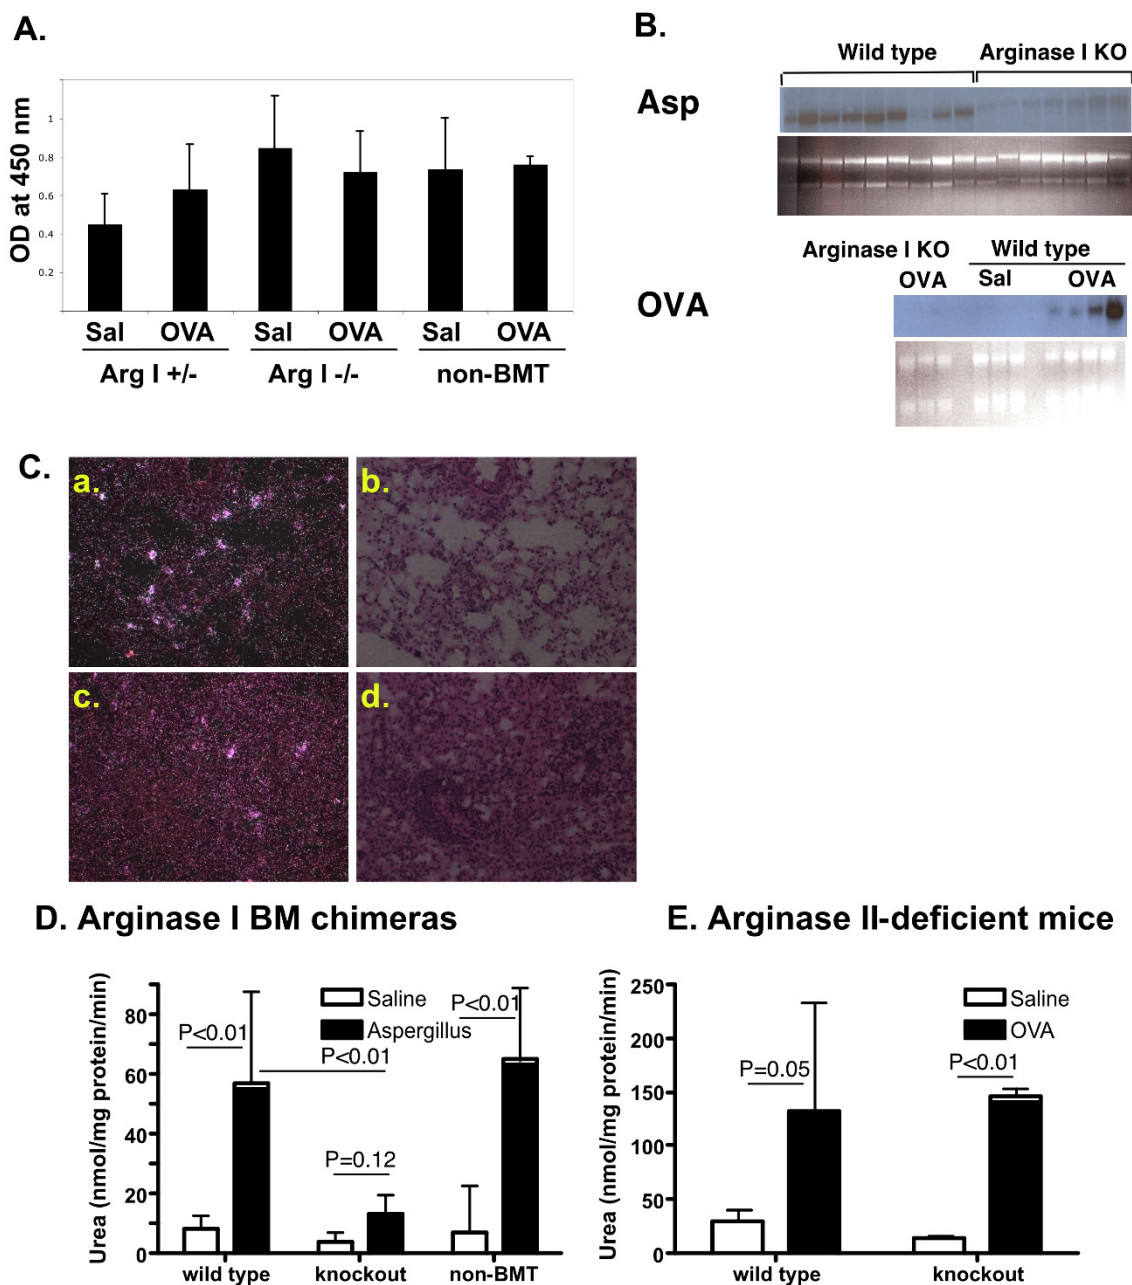 A.
OD at 450 nm
1
0.8
0.6
0.4
0.2
Sal OVA Sal OVA Sal OVA
Arg I +/- Arg I -/- non-BMT
B.
Wild type Arginase I KO
Asp
Arginase I KO Wild type
OVA Sal OVA
OVA
C.
a. b.
c. d.
D. Arginase I BM chimeras
Urea (nmol/mg protein/min)
80
60
40
20
0
Saline
Aspergillus
P<0.01
P<0.01
P=0.12
P<0.01
wild type knockout non-BMT
E. Arginase II-deficient mice
Urea (nmol/mg protein/min)
250
200
150
100
50
0
Saline
OVA
P=0.05
P<0.01
wild type knockout